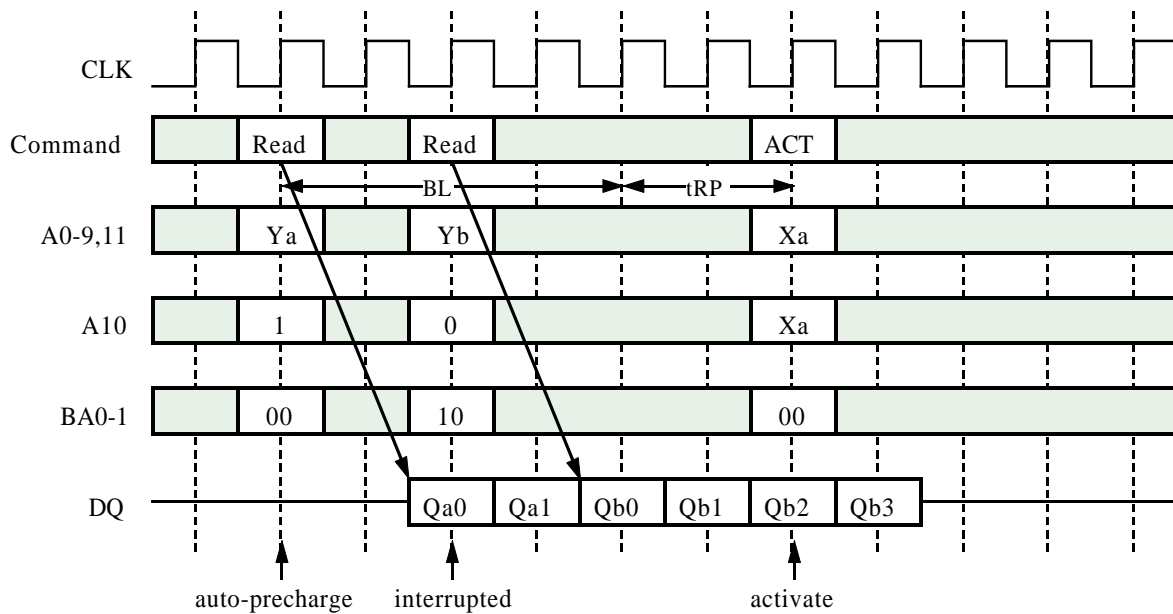 CLK
Command Read Read ACT
BL tRP
A0-9,11 Ya Yb Xa
A10 1 0 Xa
BA0-1 00 10 00
DQ Qa0 Qa1 Qb0 Qb1 Qb2 Qb3
auto-precharge interrupted activate